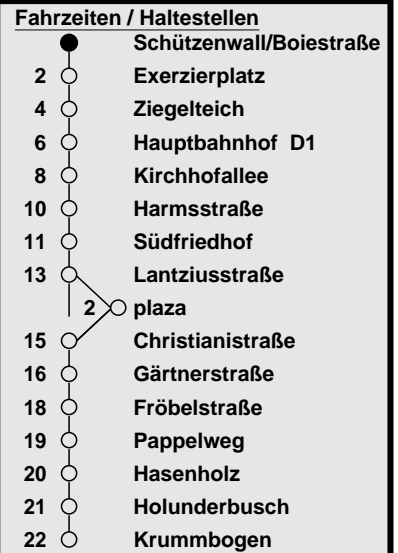 Fahrzeiten / Haltestellen
Schützenwall/Boiestraße
2 Exerzierplatz
4 Ziegelteich
6 Hauptbahnhof D1
8 Kirchhofallee
10 Harmsstraße
11 Südfriedhof
13 Lantziusstraße
2 plaza
15 Christianistraße
16 Gärtnerstraße
18 Fröbelstraße
19 Pappelweg
20 Hasenholz
21 Holunderbusch
22 Krummbogen